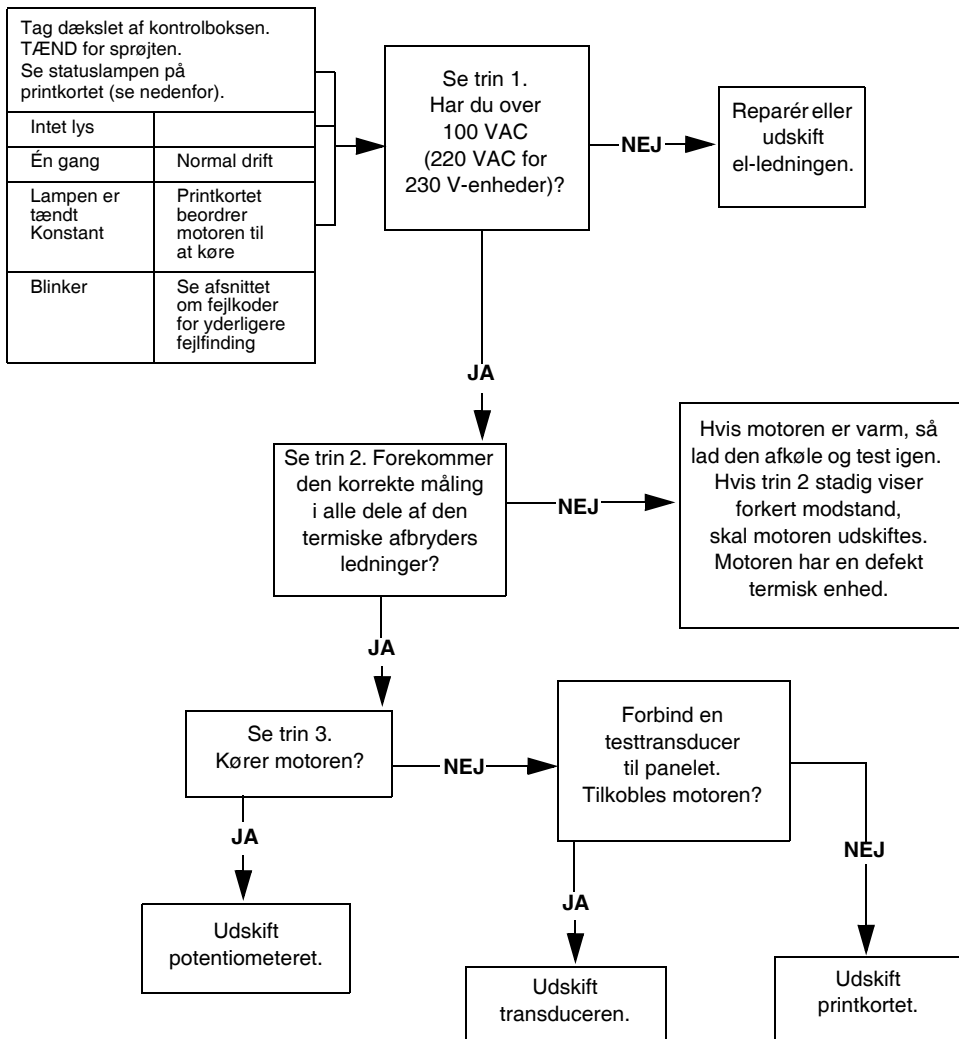 Tag dækslet af kontrolboksen.
TÆND for sprøjten.
Se statuslampen på
printkortet (se nedenfor).
Intet lys
Én gang
Normal drift
Lampen er
tændt
Konstant
Printkortet
beordrer
motoren til
at køre
Blinker
Se afsnittet
om fejlkoder
for yderligere
fejlfinding
Se trin 1.
Har du over
100 VAC
(220 VAC for
230 V-enheder)?
NEJ
Reparér eller
udskift
el-ledningen.
JA
Se trin 2. Forekommer
den korrekte måling
i alle dele af den
termiske afbryders
ledninger?
NEJ
Hvis motoren er varm, så
lad den afkøle og test igen.
Hvis trin 2 stadig viser
forkert modstand,
skal motoren udskiftes.
Motoren har en defekt
termisk enhed.
JA
Se trin 3.
Kører motoren?
NEJ
Forbind en
testtransducer
til panelet.
Tilkobles motoren?
JA
Udskift
potentiometeret.
JA
Udskift
transduceren.
NEJ
Udskift
printkortet.